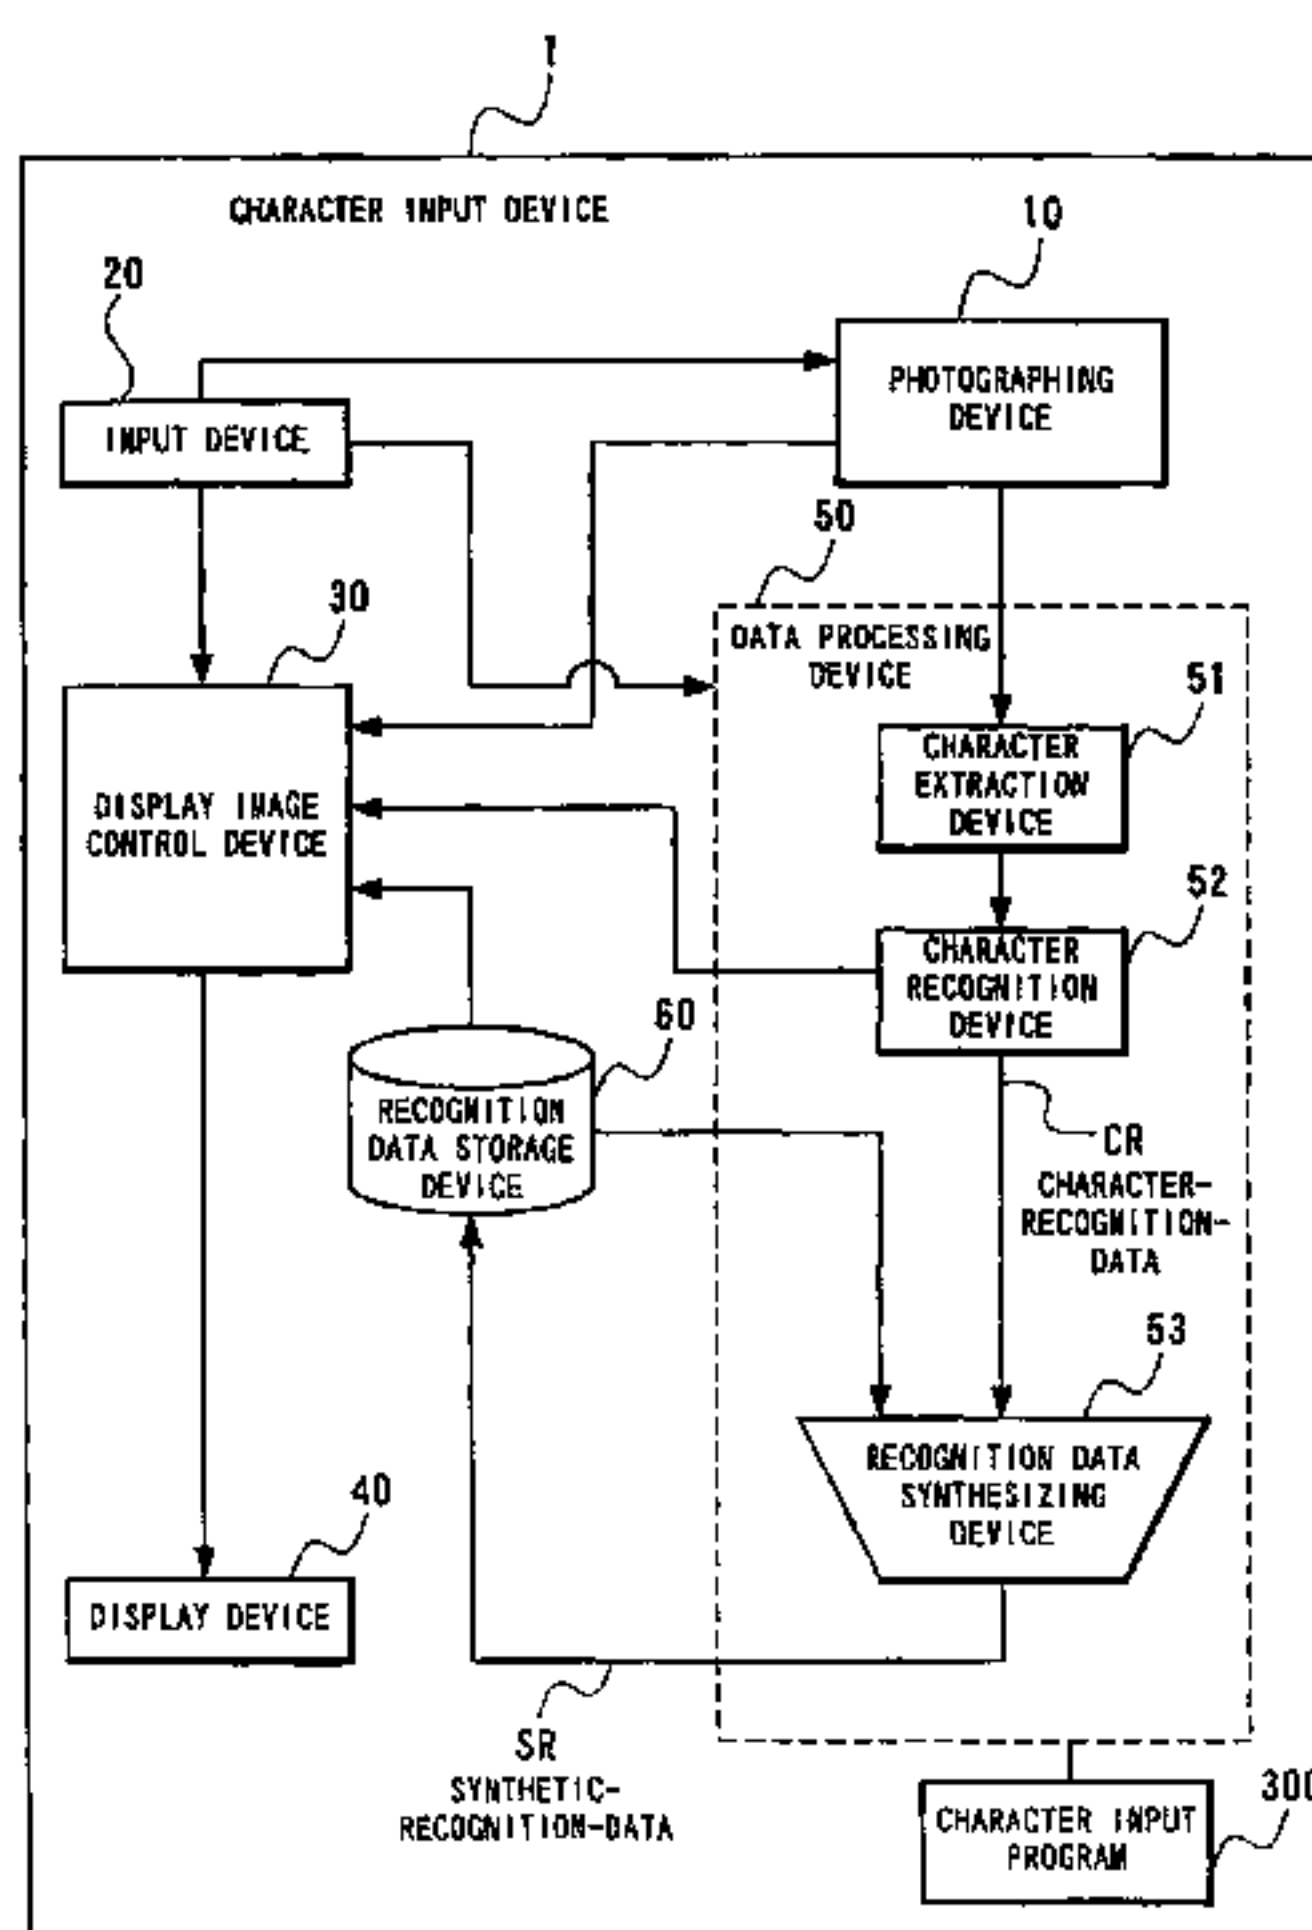 1
CHARACTER INPUT DEVICE
10
20
PHOTOGRAPHING
DEVICE
INPUT DEVICE
50
30
DATA PROCESSING
DEVICE
51
CHARACTER
EXTRACTION
DEVICE
DISPLAY IMAGE
CONTROL DEVICE
52
CHARACTER
RECOGNITION
DEVICE
60
RECOGNITION
DATA STORAGE
DEVICE
CR
CHARACTER-
RECOGNITION-
DATA
53
RECOGNITION DATA
SYNTHESIZING
DEVICE
40
DISPLAY DEVICE
SR
SYNTHETIC-
RECOGNITION-DATA
300
CHARACTER INPUT
PROGRAM